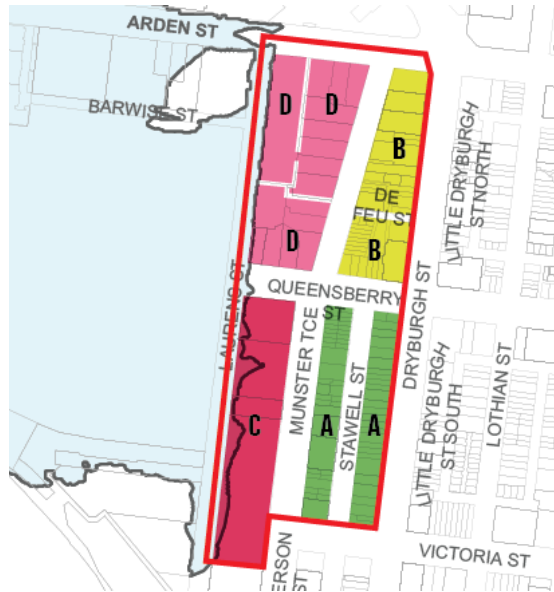 ARDEN ST
BARWISE ST
D
D
B
LITTLE DRYBURGH
ST NORTH
DE
FEU ST
D
B
LAURENS ST
QUEENSBERRY
ST
DRYBURGH ST
MUNSTER TCE
STAWELL ST
C
A
A
LITTLE DRYBURGH
ST SOUTH
LOTHIAN ST
VICTORIA ST
ERSON
ST